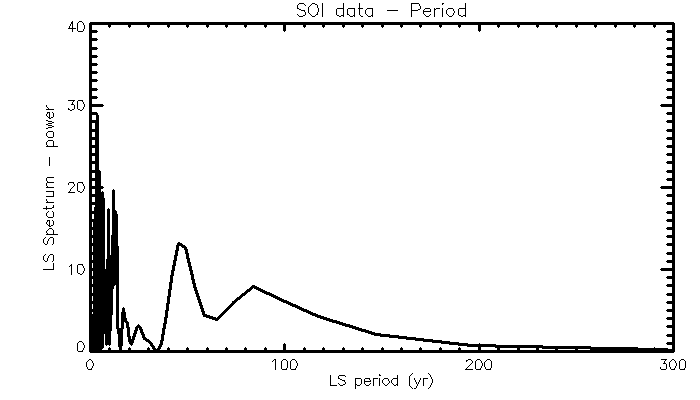 SOI data - Period
40
30
20
10
0
LS Spectrum - power
0 100 200 300
LS period (yr)